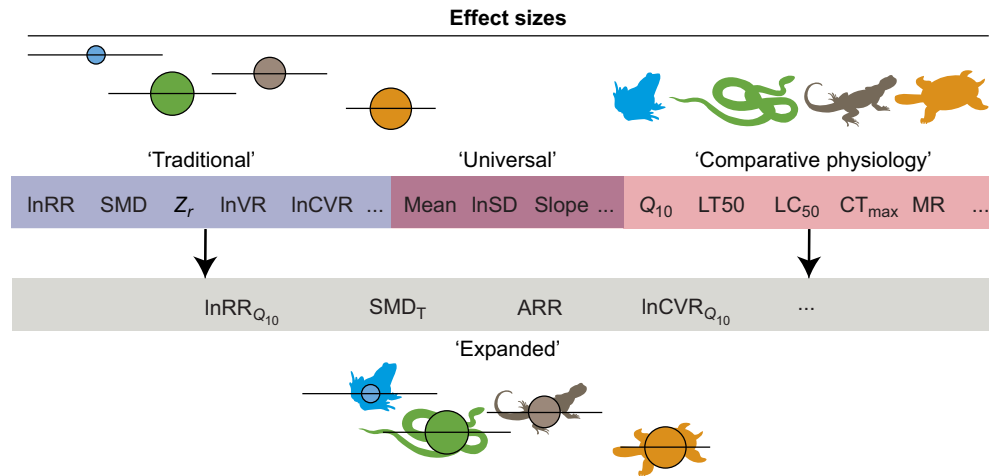 Effect sizes
‘Traditional’ ‘Universal’ ‘Comparative physiology’
lnRR SMD Zr lnVR lnCVR ... Mean lnSD Slope ... Q10 LT50 LC50 CTmax MR ...
lnRRQ10 SMDT ARR lnCVRQ10 ...
‘Expanded’